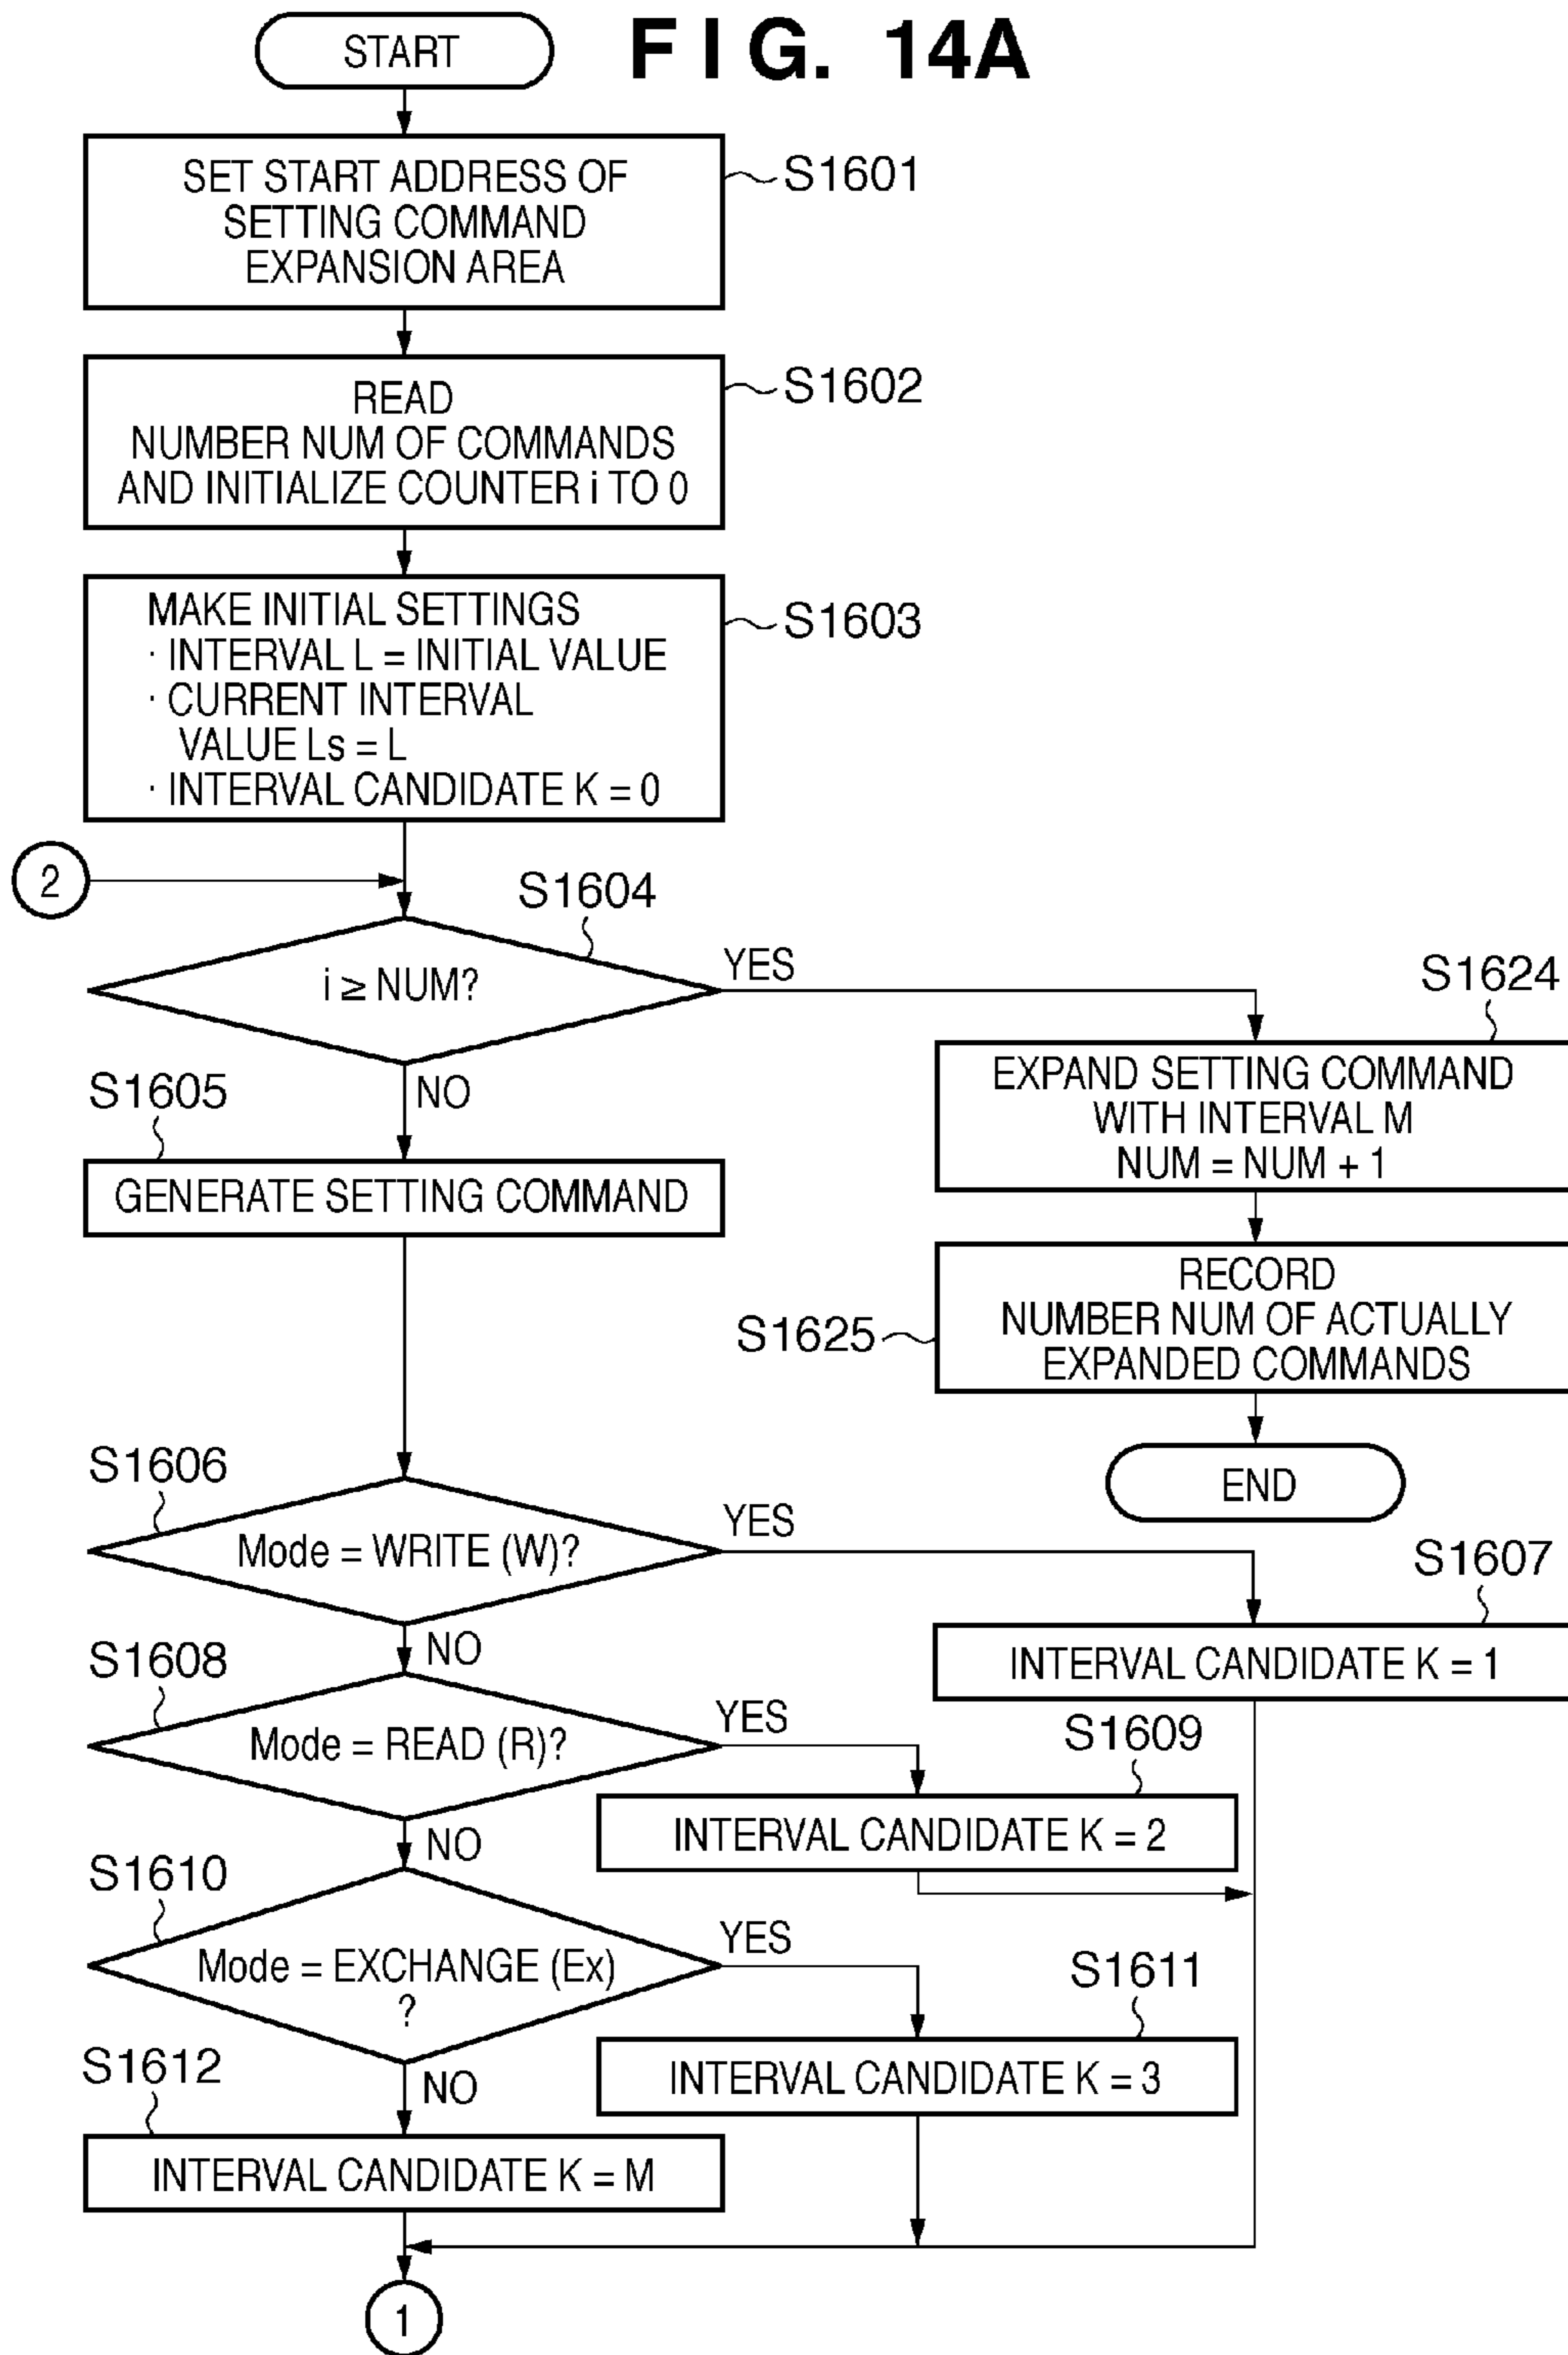 FIG. 14A
START
SET START ADDRESS OF
SETTING COMMAND
EXPANSION AREA
S1601
READ
NUMBER NUM OF COMMANDS
AND INITIALIZE COUNTER i TO 0
S1602
MAKE INITIAL SETTINGS
· INTERVAL L = INITIAL VALUE
· CURRENT INTERVAL
VALUE Ls = L
· INTERVAL CANDIDATE K = 0
S1603
2
S1604
i ≥ NUM?
YES
NO
S1624
EXPAND SETTING COMMAND
WITH INTERVAL M
NUM = NUM + 1
S1605
GENERATE SETTING COMMAND
S1625
RECORD
NUMBER NUM OF ACTUALLY
EXPANDED COMMANDS
END
S1606
Mode = WRITE (W)?
YES
NO
S1607
INTERVAL CANDIDATE K = 1
S1608
Mode = READ (R)?
YES
NO
S1609
INTERVAL CANDIDATE K = 2
S1610
Mode = EXCHANGE (Ex)
?
YES
NO
S1611
INTERVAL CANDIDATE K = 3
S1612
INTERVAL CANDIDATE K = M
1